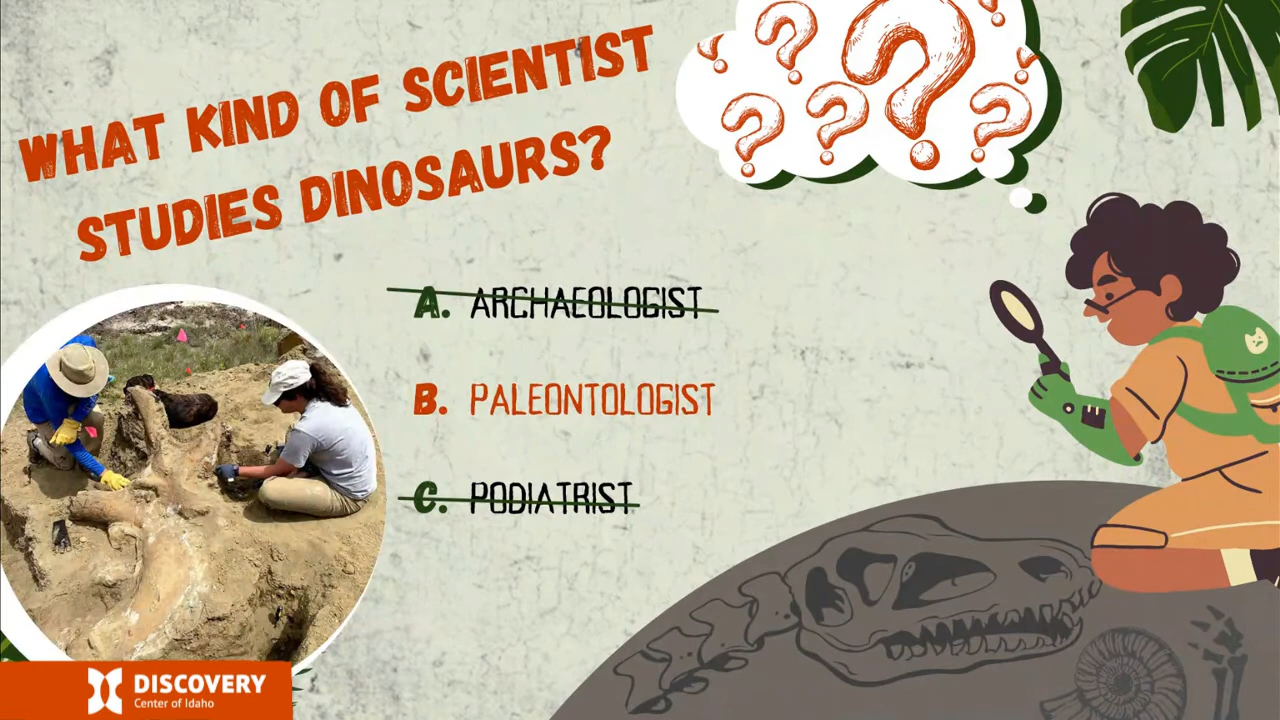 WHAT KIND OF SCIENTIST
STUDIES DINOSAURS?
A. ARCHAEOLOGIST
B. PALEONTOLOGIST
C. PODIATRIST
DISCOVERY
Center of Idaho